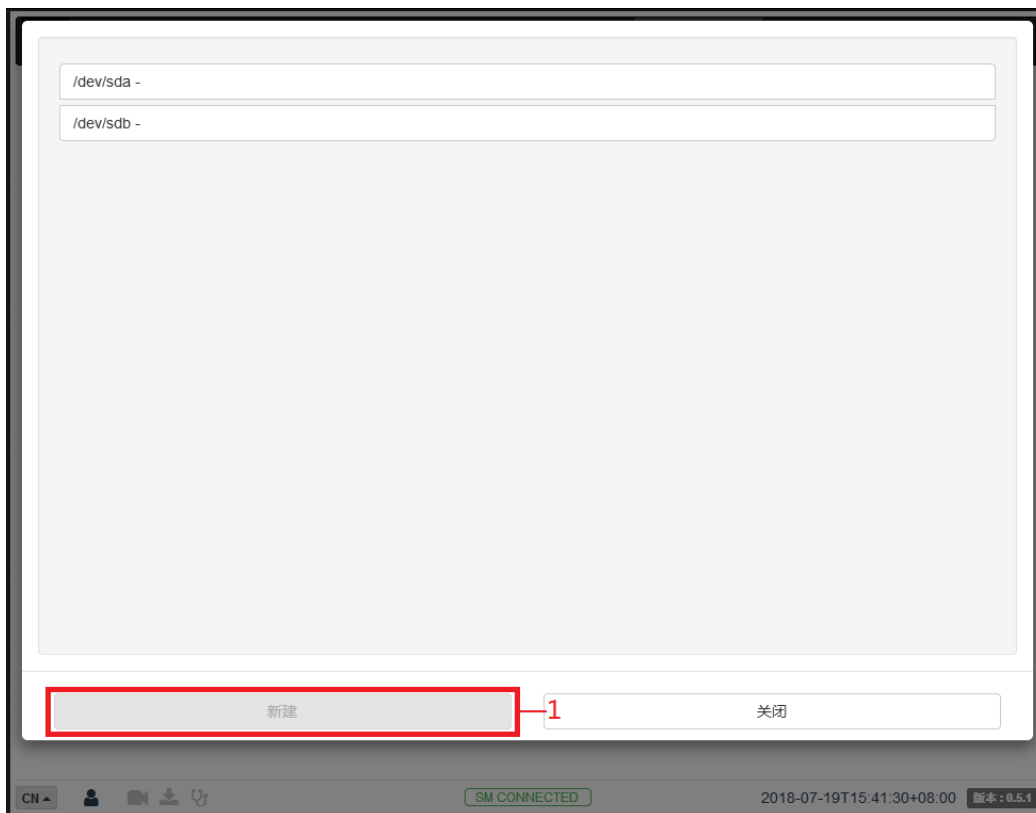 /dev/sda -
/dev/sdb -
新建
1
关闭
CN
SM CONNECTED
2018-07-19T15:41:30+08:00
版本 : 0.5.1